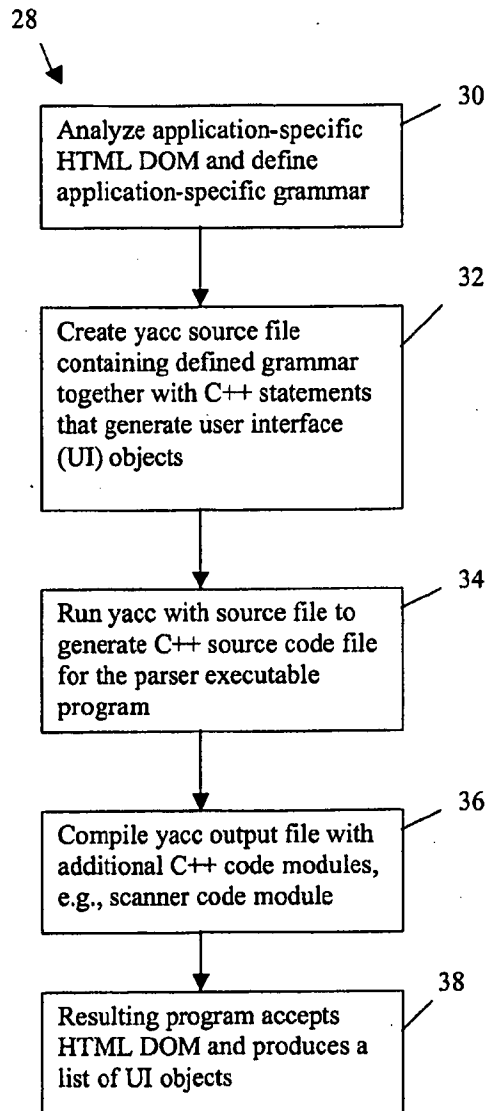 28
30
Analyze application-specific
HTML DOM and define
application-specific grammar
32
Create yacc source file
containing defined grammar
together with C++ statements
that generate user interface
(UI) objects
34
Run yacc with source file to
generate C++ source code file
for the parser executable
program
36
Compile yacc output file with
additional C++ code modules,
e.g., scanner code module
38
Resulting program accepts
HTML DOM and produces a
list of UI objects